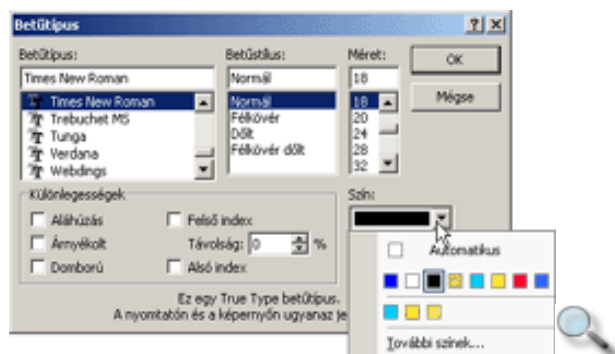 Betűtípus
Betűtípus:
Betűstílus:
Méret:
Times New Roman
Normál
18
OK
Mégse
Times New Roman
Trebuchet MS
Tunga
Verdana
Webdings
Normál
Félkövér
Dőlt
Félkövér dőlt
18
20
24
28
32
Különlegességek
Aláhúzás
Árnyékolt
Domború
Felső index
Távolság: 0 %
Alsó index
Szín:
Automatikus
További színek...
Ez egy True Type betűtípus.
A nyomtatón és a képernyőn ugyanaz je